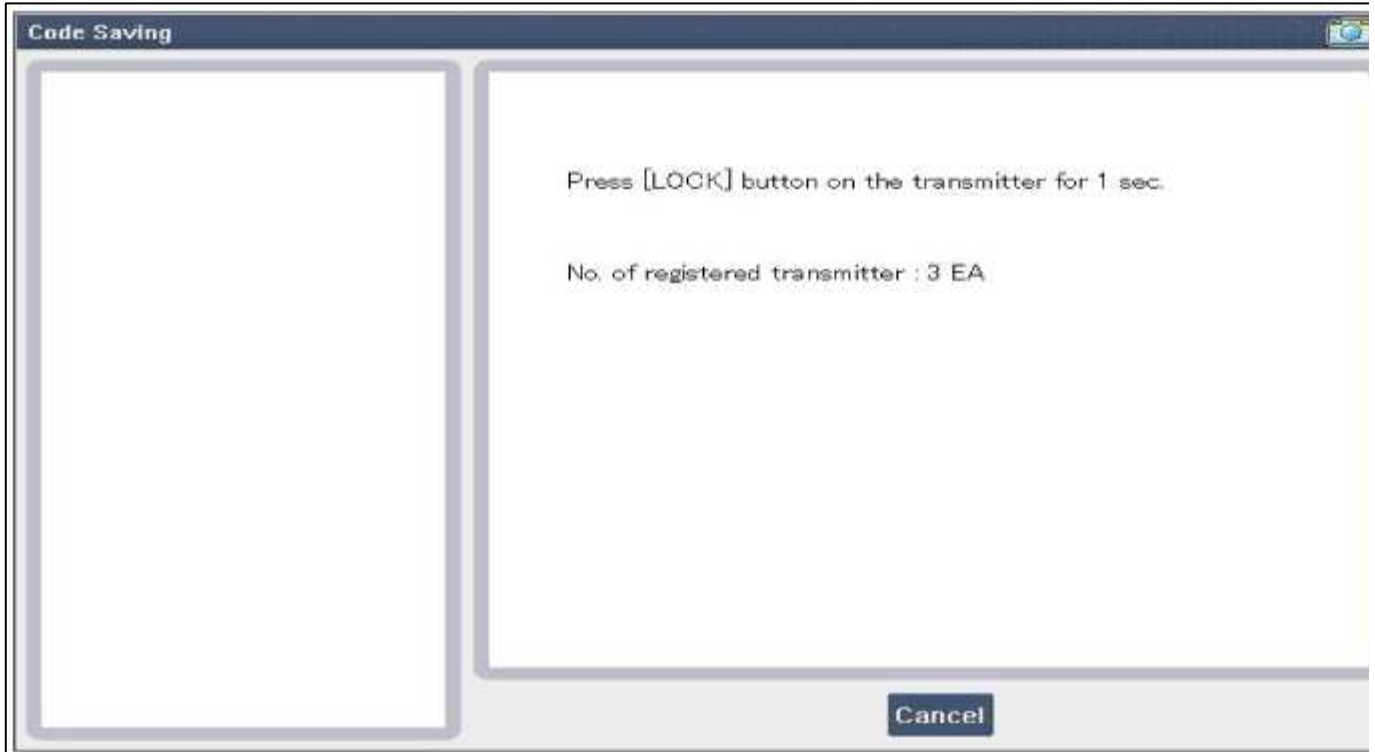 Code Saving
Press [LOCK] button on the transmitter for 1 sec.
No. of registered transmitter : 3 EA
Cancel